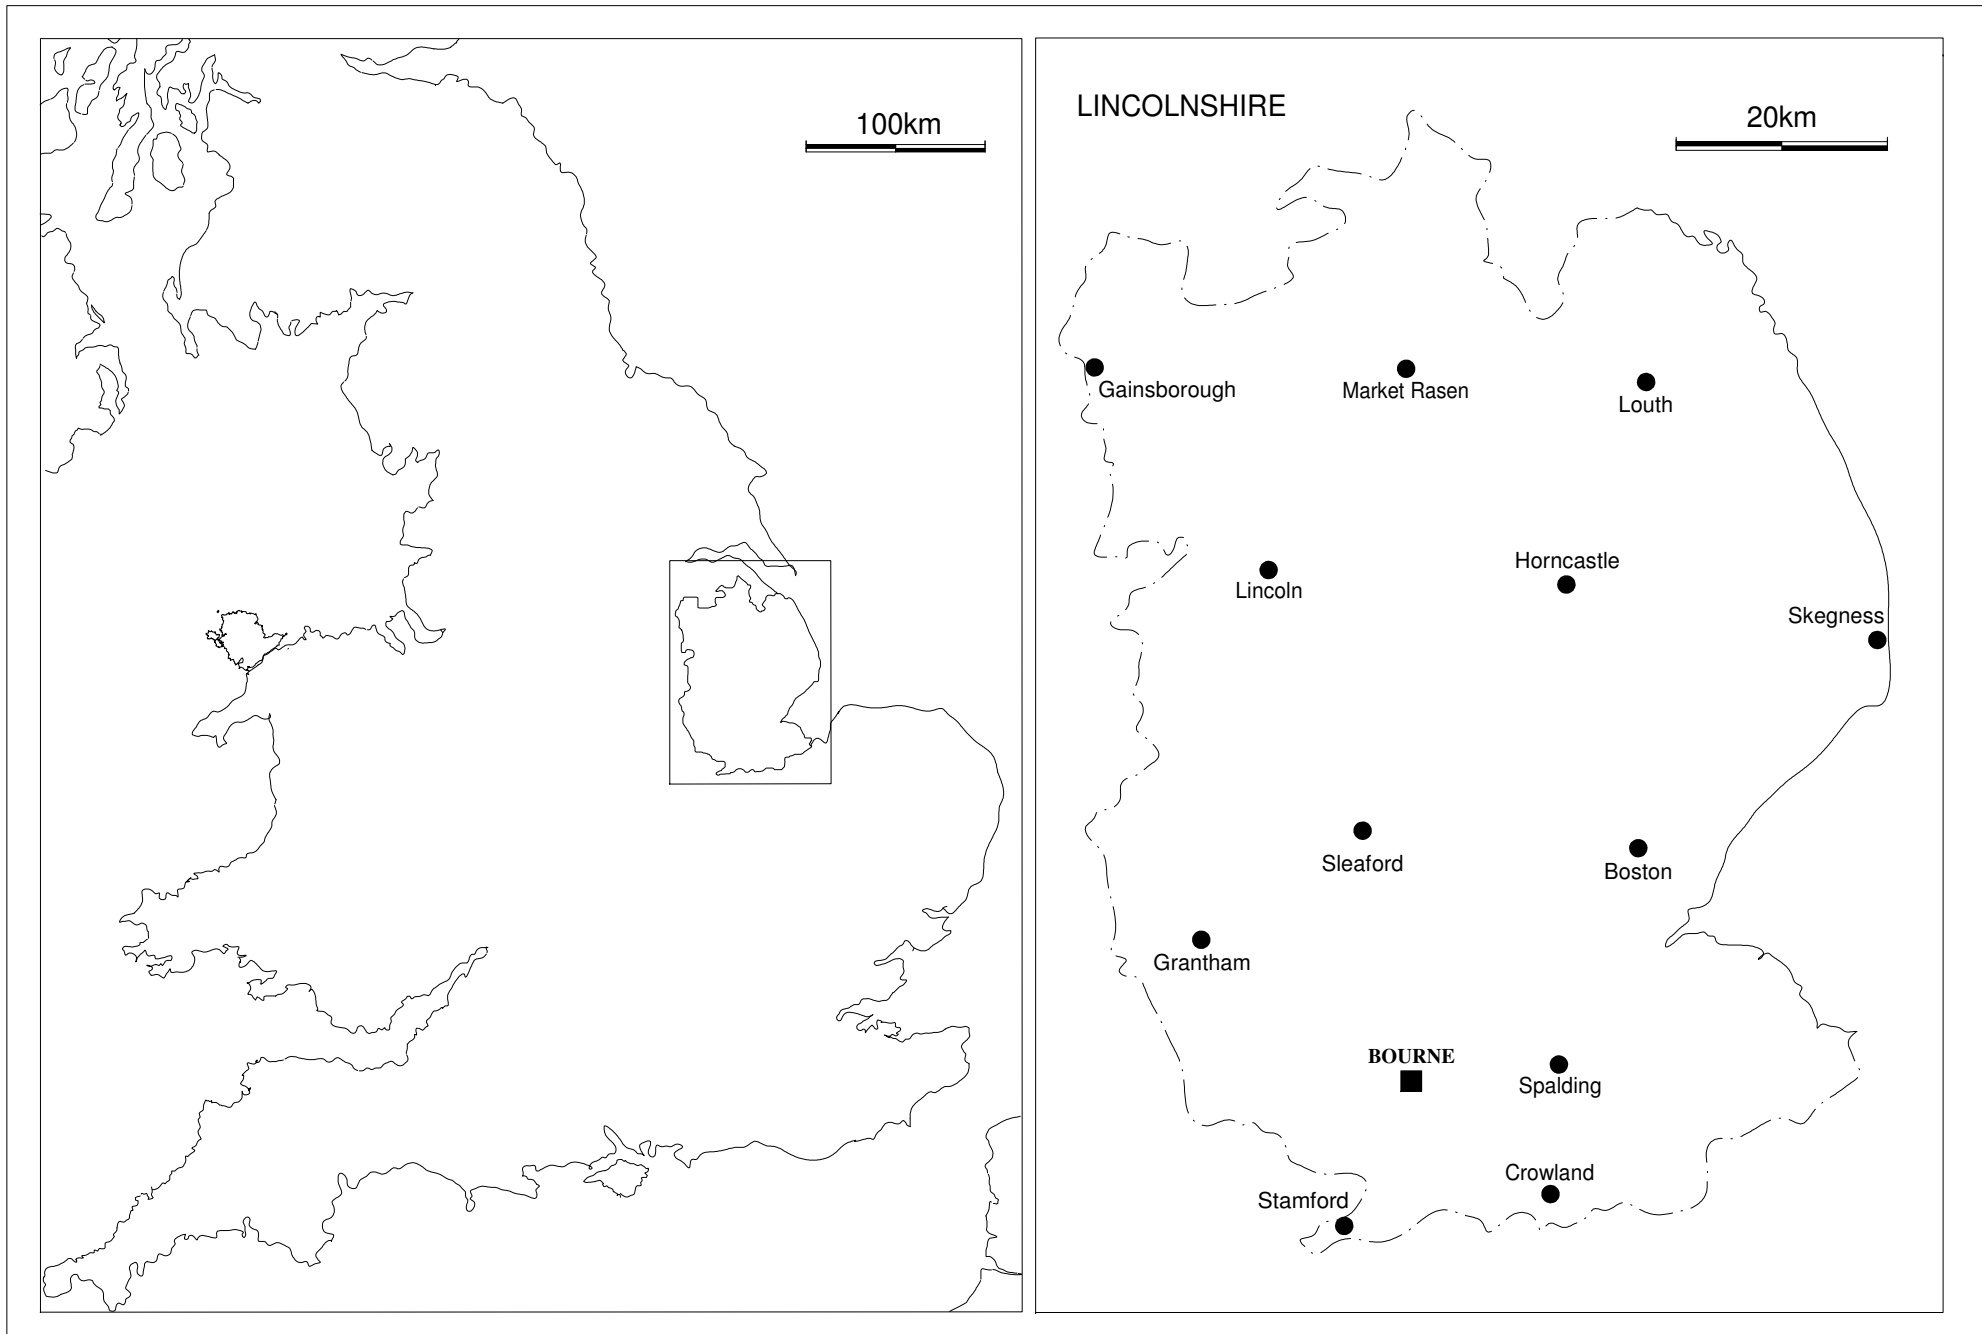 100km
LINCOLNSHIRE
20km
Gainsborough
Market Rasen
Louth
Horncastle
Lincoln
Skegness
Sleaford
Boston
Grantham
BOURNE
Spalding
Crowland
Stamford